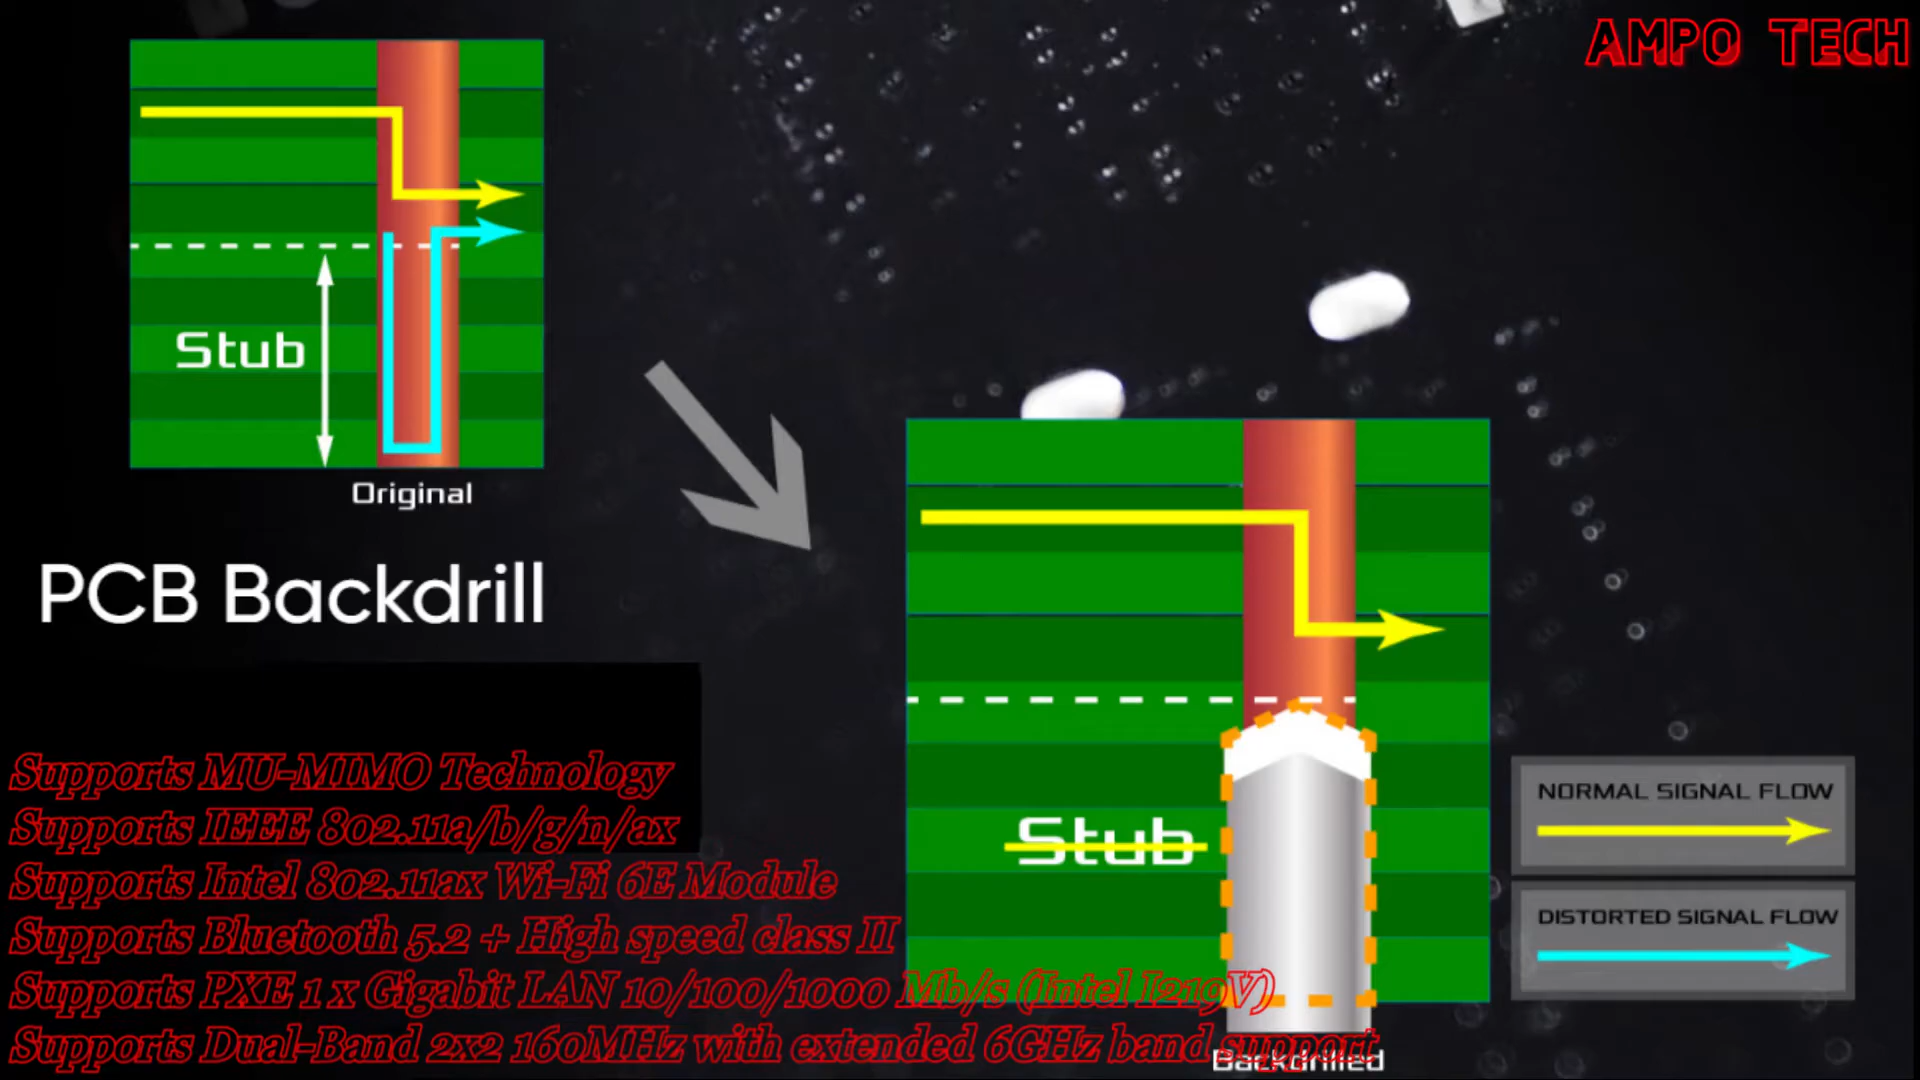 AMPO TECH
Stub
Original
PCB Backdrill
Stub
NORMAL SIGNAL FLOW
DISTORTED SIGNAL FLOW
Supports MU-MIMO Technology
Supports IEEE 802.11a/b/g/n/ax
Supports Intel 802.11ax Wi-Fi 6E Module
Supports Bluetooth 5.2 + High speed class II
Supports PXE 1 x Gigabit LAN 10/100/1000 Mb/s (Intel I219V)
Supports Dual-Band 2x2 160MHz with extended 6GHz band support
Backdrilled